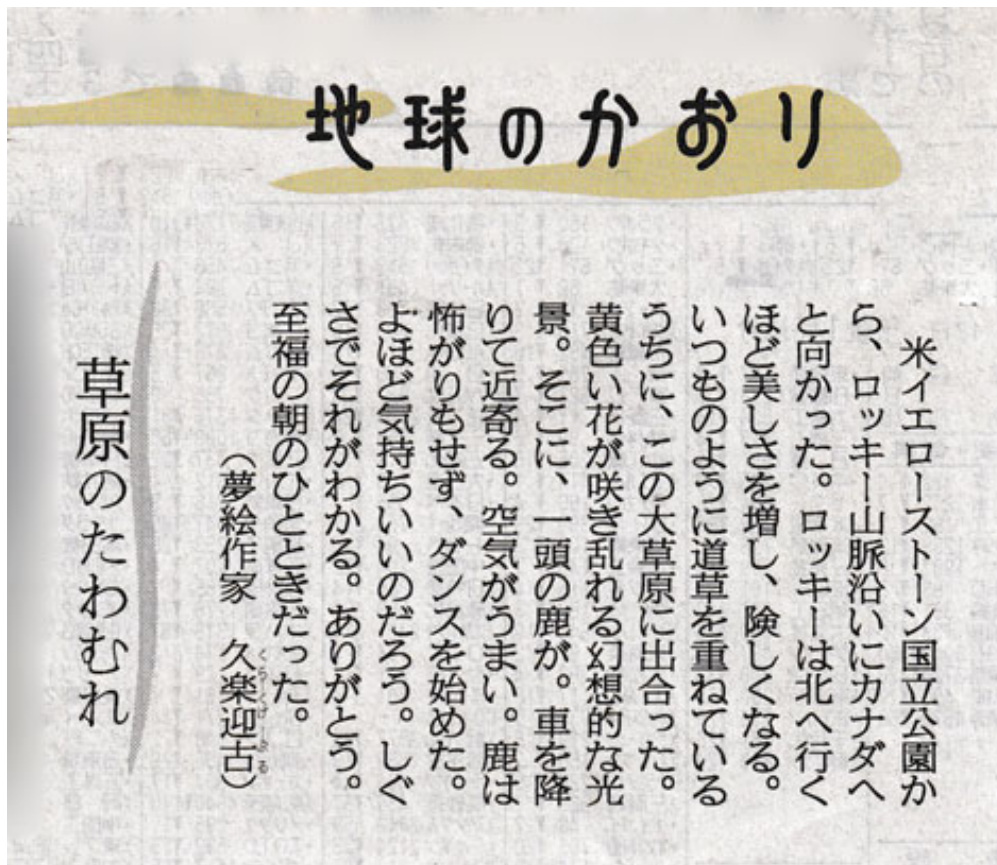 地球のかおり
米イエローストーン国立公園か
ら、ロッキー山脈沿いにカナダへ
と向かった。ロッキーは北へ行く
ほど美しさを増し、険しくなる。
いつものように道草を重ねている
うちに、この大草原に出合った。
黄色い花が咲き乱れる幻想的な光
景。そこに、一頭の鹿が。車を降
りて近寄る。空気がうまい。鹿は
怖がりもせず、ダンスを始めた。
よほど気持ちいいのだろう。しぐ
さでそれがわかる。ありがとう。
至福の朝のひとときだった。
（夢絵作家　久楽迎古）
草原のたわむれ